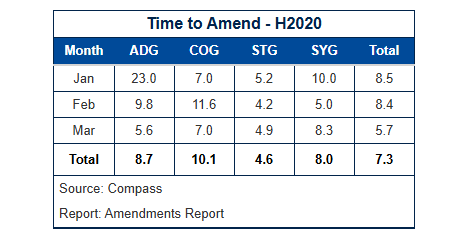 Time to Amend - H2020
Month ADG COG STG SYG Total
Jan 23.0 7.0 5.2 10.0 8.5
Feb 9.8 11.6 4.2 5.0 8.4
Mar 5.6 7.0 4.9 8.3 5.7
Total 8.7 10.1 4.6 8.0 7.3
Source: Compass
Report: Amendments Report